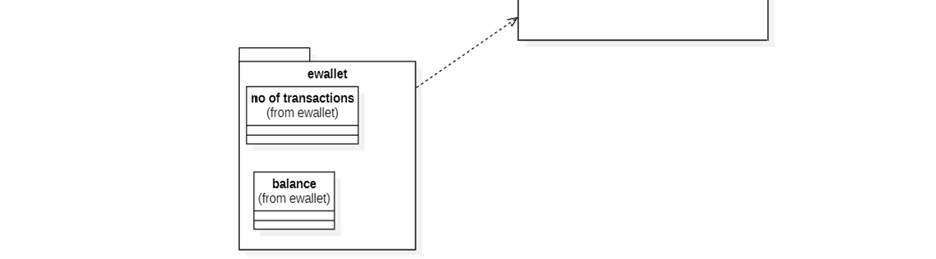 ewallet
no of transactions
(from ewallet)
balance
(from ewallet)